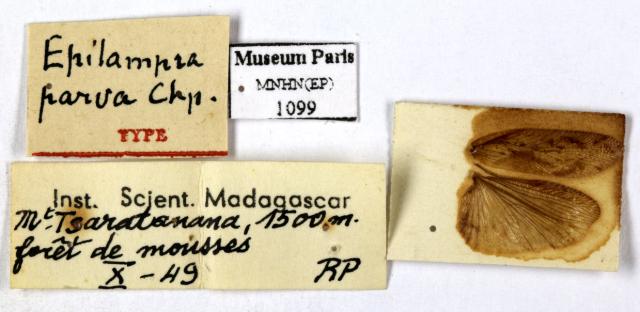 Epilampra
parva Chp.
TYPE
Museum Paris
MNHN(EP)
1099
Inst. Scient. Madagascar
Mt. Tsaratanana, 1500 m.
forêt de mousses
X - 49 RP